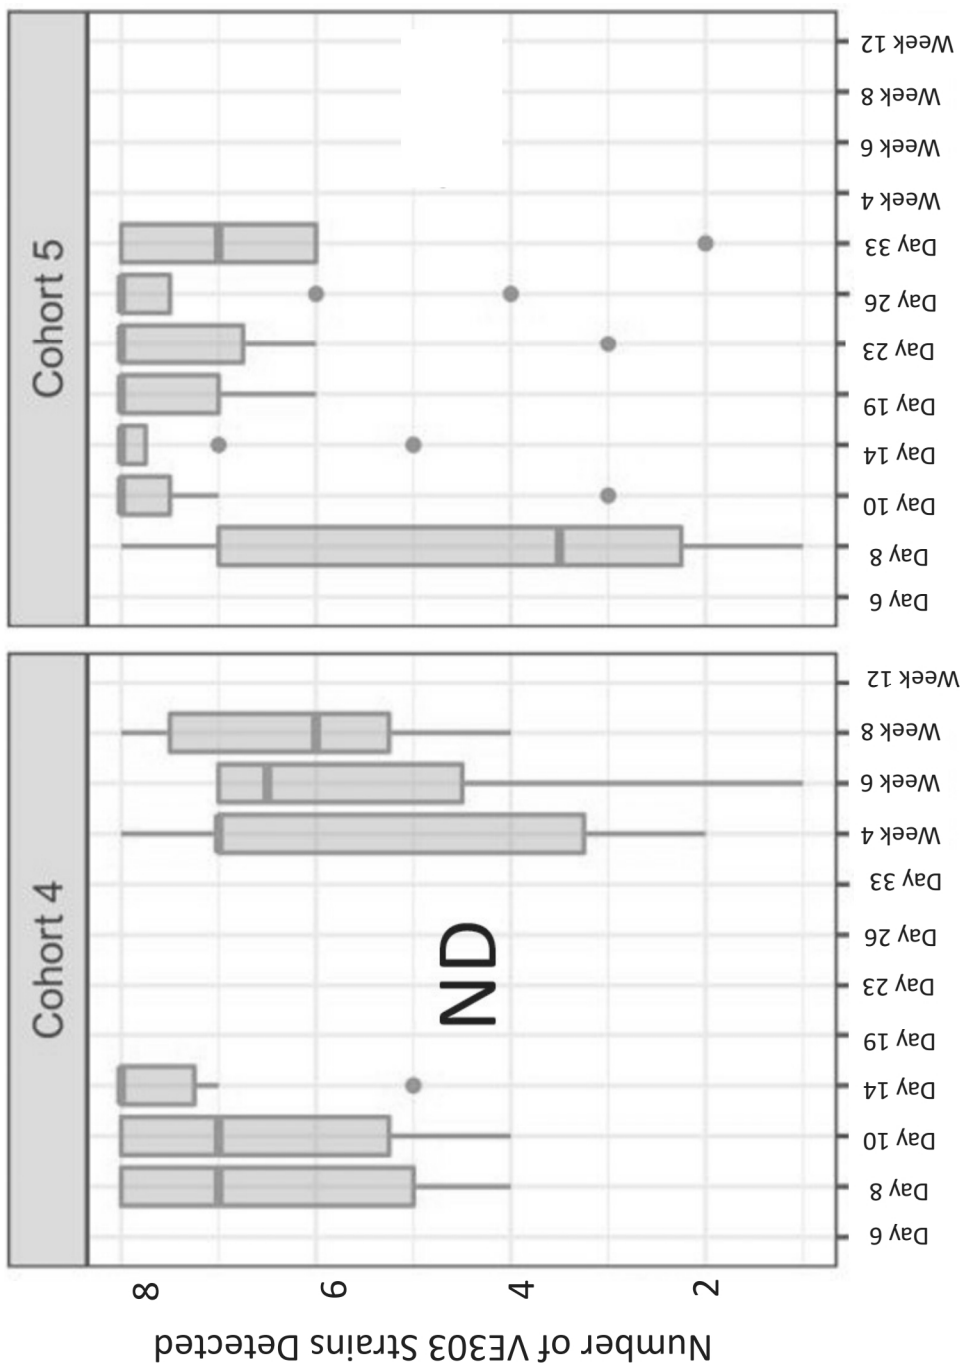 Cohort 4
Cohort 5
Number of VE303 Strains Detected
8
6
4
2
ND
Day 6
Day 8
Day 10
Day 14
Day 19
Day 23
Day 26
Day 33
Week 4
Week 6
Week 8
Week 12
Day 6
Day 8
Day 10
Day 14
Day 19
Day 23
Day 26
Day 33
Week 4
Week 6
Week 8
Week 12